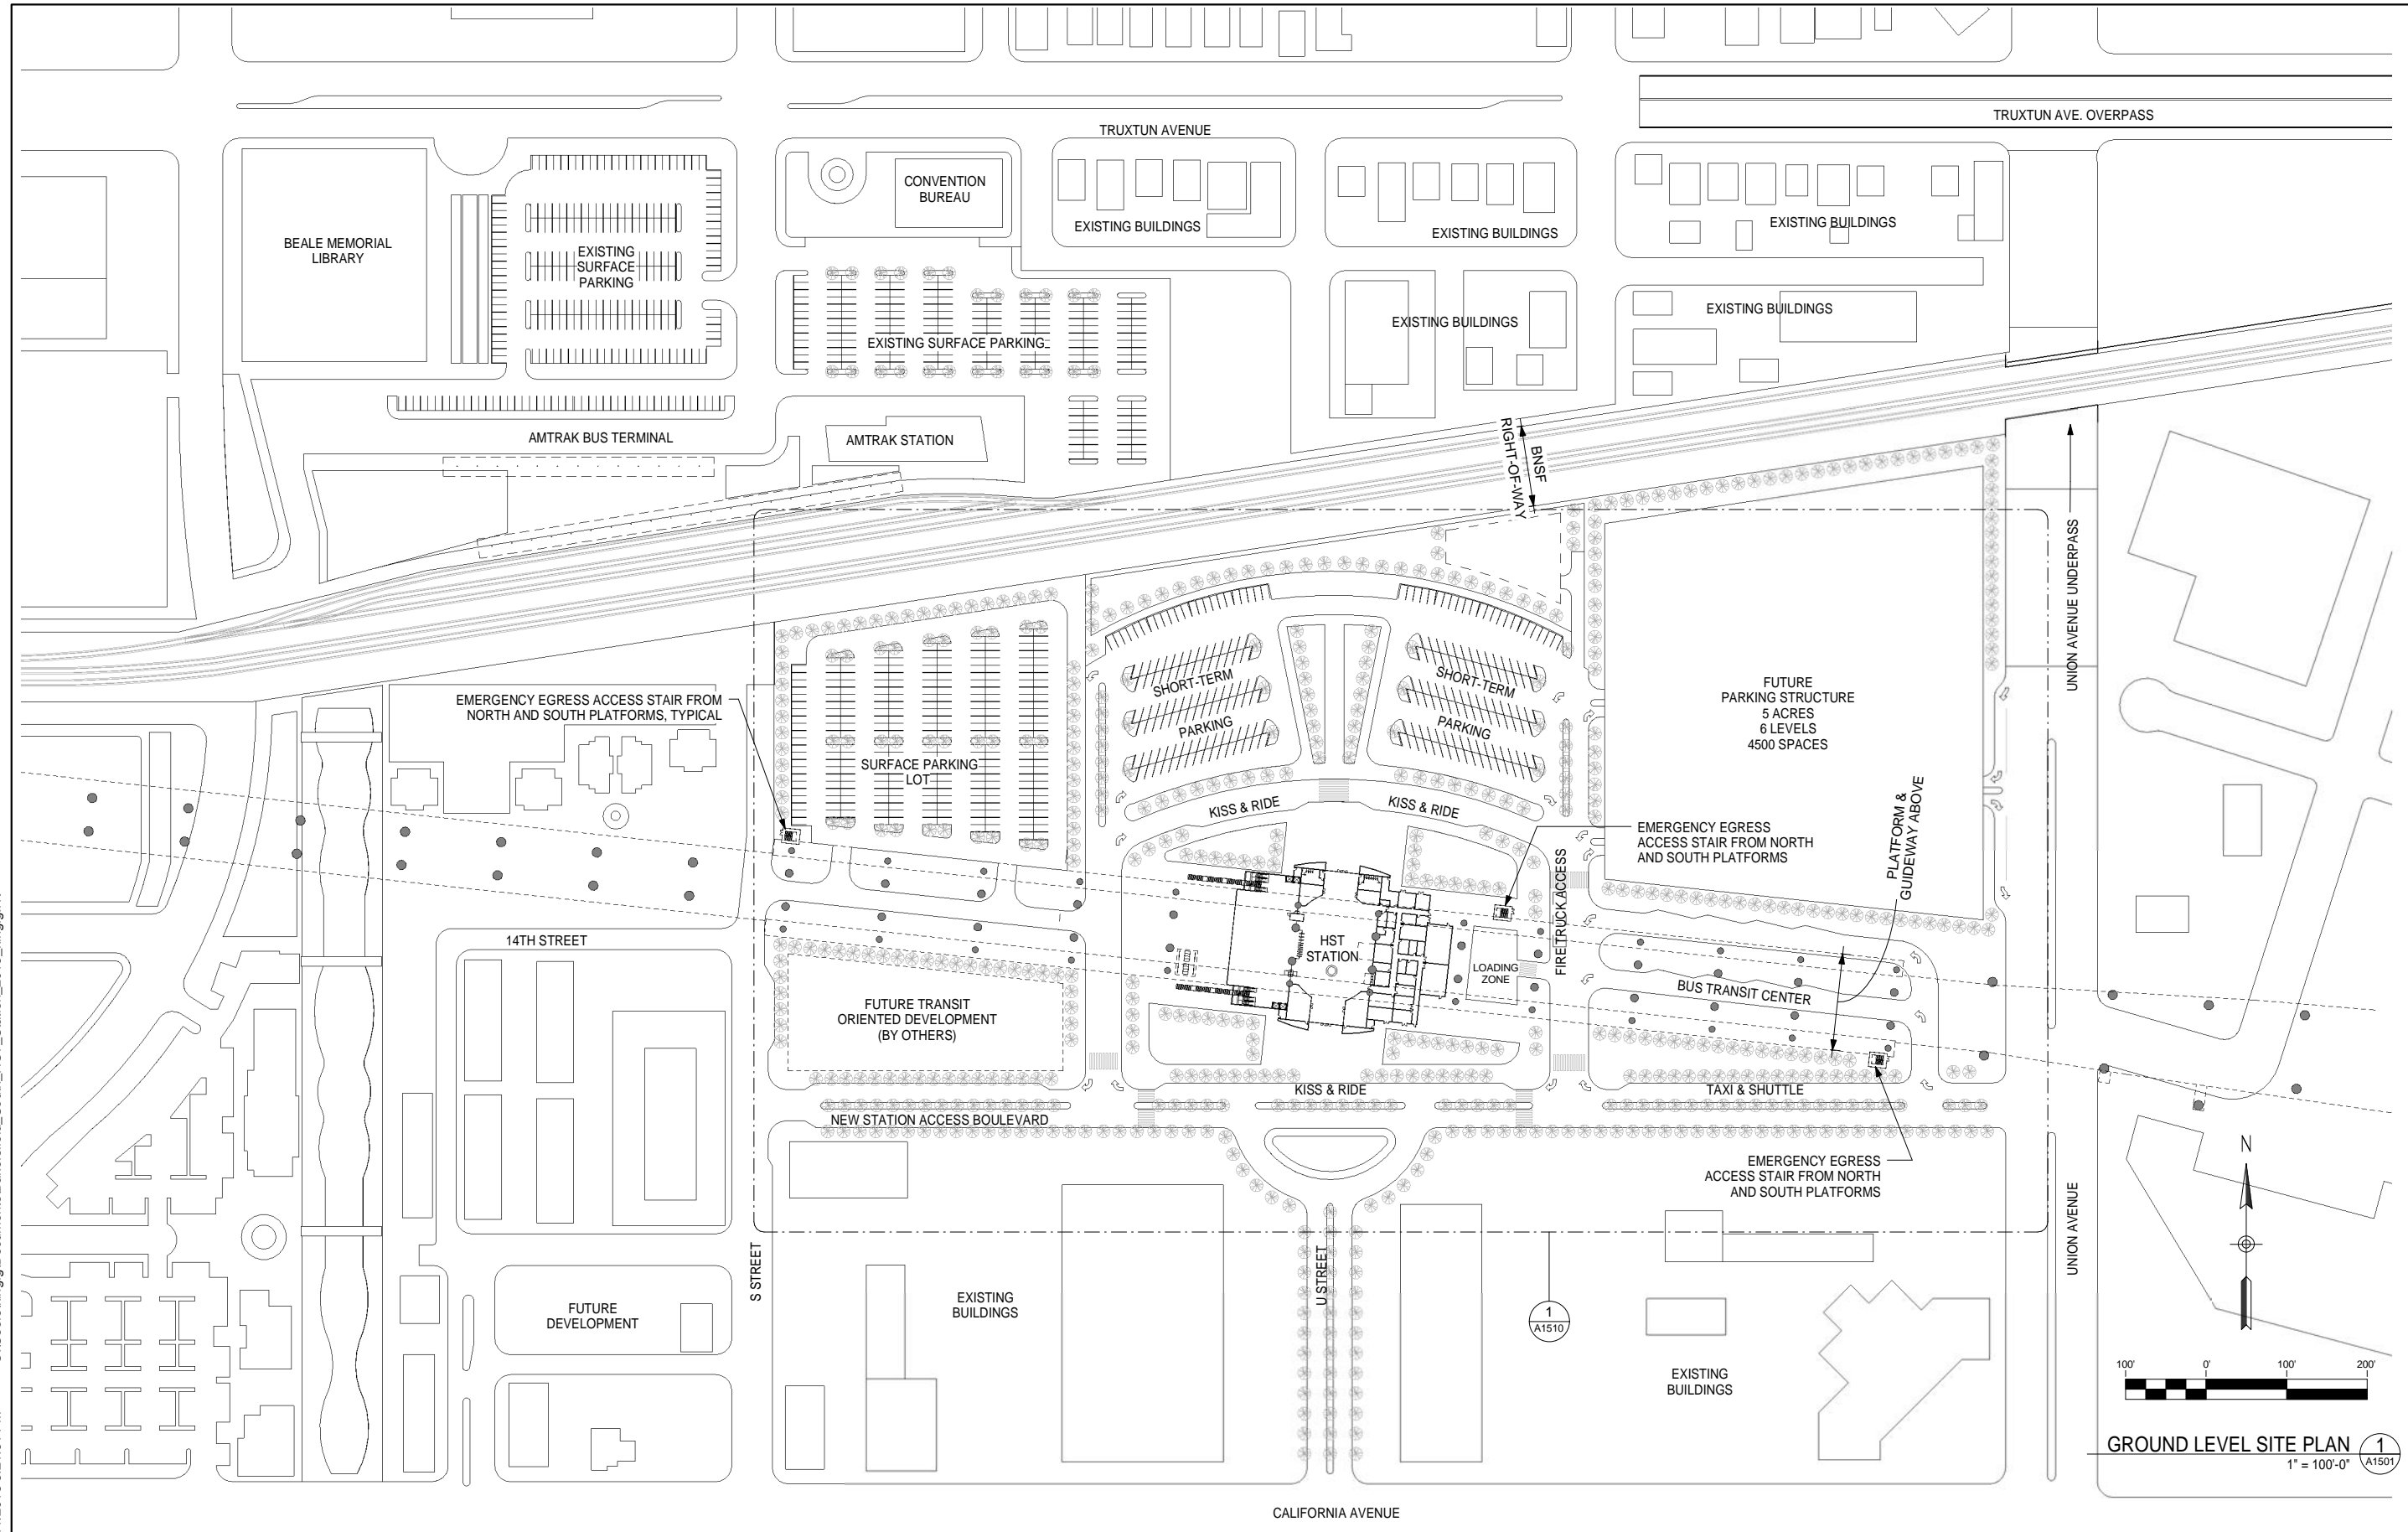 TRUXTUN AVE. OVERPASS
TRUXTUN AVENUE
CONVENTION
BUREAU
EXISTING BUILDINGS
EXISTING BUILDINGS
EXISTING BUILDINGS
BEALE MEMORIAL
LIBRARY
EXISTING
SURFACE
PARKING
EXISTING SURFACE PARKING
EXISTING BUILDINGS
EXISTING BUILDINGS
AMTRAK BUS TERMINAL
AMTRAK STATION
BNSF
RIGHT-OF-WAY
UNION AVENUE UNDERPASS
EMERGENCY EGRESS ACCESS STAIR FROM
NORTH AND SOUTH PLATFORMS, TYPICAL
SHORT-TERM
PARKING
SHORT-TERM
PARKING
FUTURE
PARKING STRUCTURE
5 ACRES
6 LEVELS
4500 SPACES
SURFACE PARKING
LOT
KISS & RIDE
KISS & RIDE
PLATFORM &
GUIDEWAY ABOVE
EMERGENCY EGRESS
ACCESS STAIR FROM NORTH
AND SOUTH PLATFORMS
FIRE TRUCK ACCESS
14TH STREET
HST
STATION
LOADING
ZONE
BUS TRANSIT CENTER
FUTURE TRANSIT
ORIENTED DEVELOPMENT
(BY OTHERS)
KISS & RIDE
TAXI & SHUTTLE
NEW STATION ACCESS BOULEVARD
EMERGENCY EGRESS
ACCESS STAIR FROM NORTH
AND SOUTH PLATFORMS
N
S STREET
U STREET
UNION AVENUE
FUTURE
DEVELOPMENT
EXISTING
BUILDINGS
1
A1510
EXISTING
BUILDINGS
100' 0' 100' 200'
GROUND LEVEL SITE PLAN
1" = 100'-0"
1
A1501
CALIFORNIA AVENUE